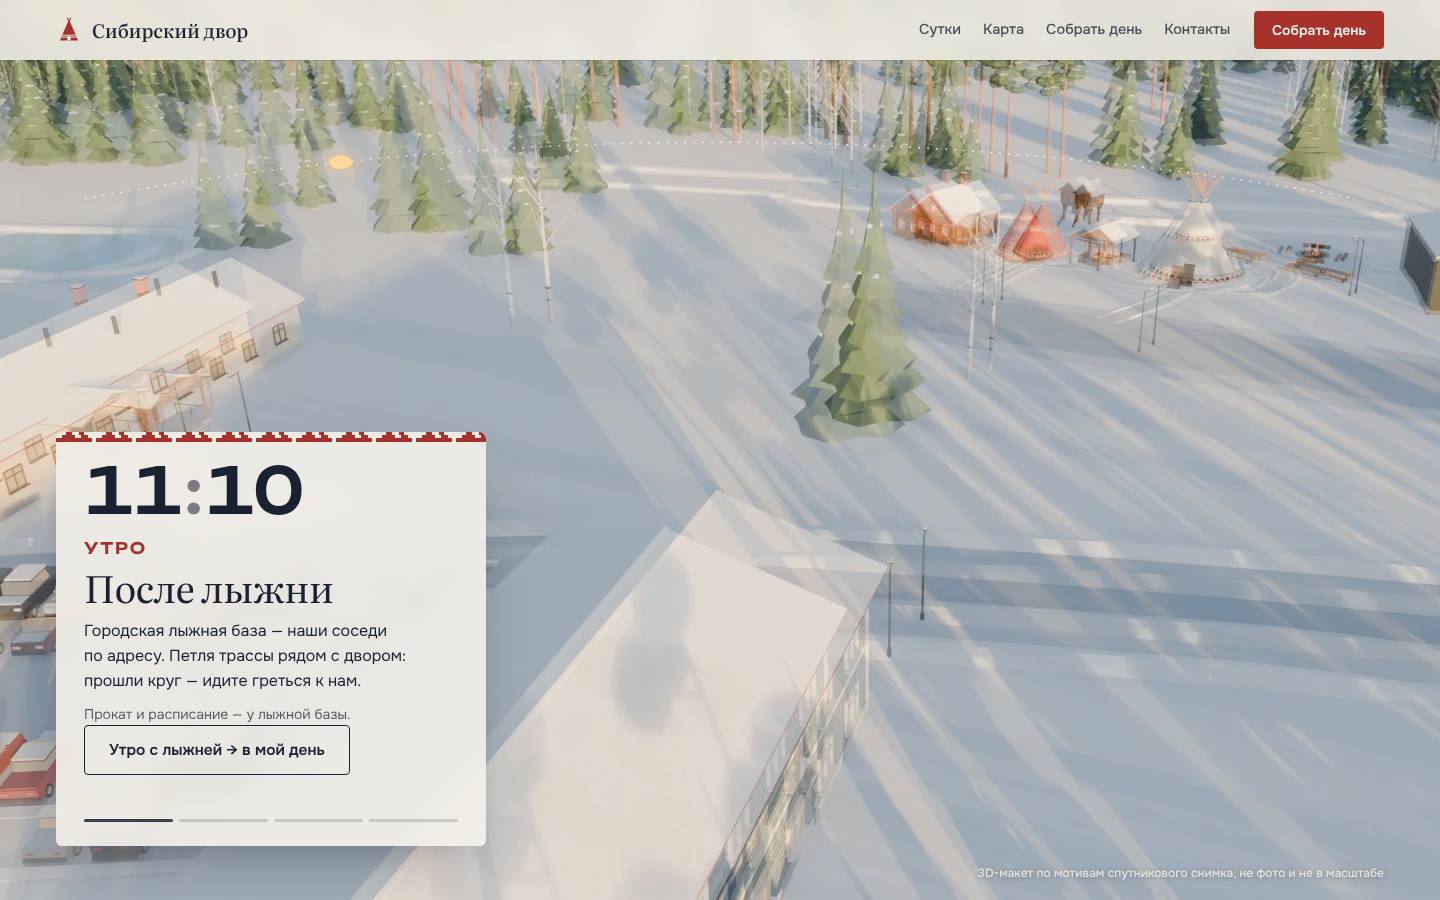 Сибирский двор
Сутки
Карта
Собрать день
Контакты
Собрать день
11:10
УТРО
После лыжни
Городская лыжная база — наши соседи
по адресу. Петля трассы рядом с двором:
прошли круг — идите греться к нам.
Прокат и расписание — у лыжной базы.
Утро с лыжней → в мой день
3D-макет по мотивам спутникового снимка, не фото и не в масштабе